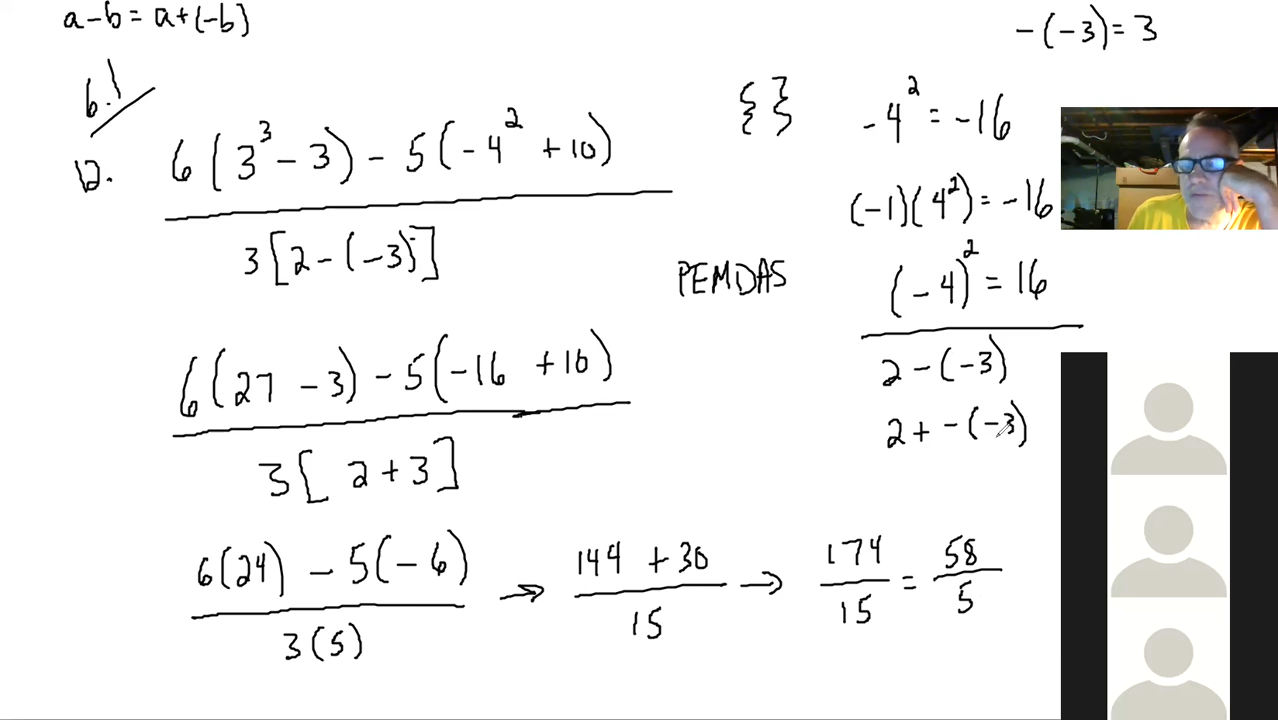 a-b = a+(-b)
-(-3) = 3
6.1
12. 6(3³ - 3) - 5(-4² + 10)
3[2-(-3)]
{ }
-4² = -16
(-1)(4²) = -16
PEMDAS
(-4)² = 16
2-(-3)
2+ -(-3)
6(27 - 3) - 5(-16 + 10)
3[ 2+3]
6(24) - 5(-6) → 144 + 30 → 174 = 58
3(5) 15 15 5